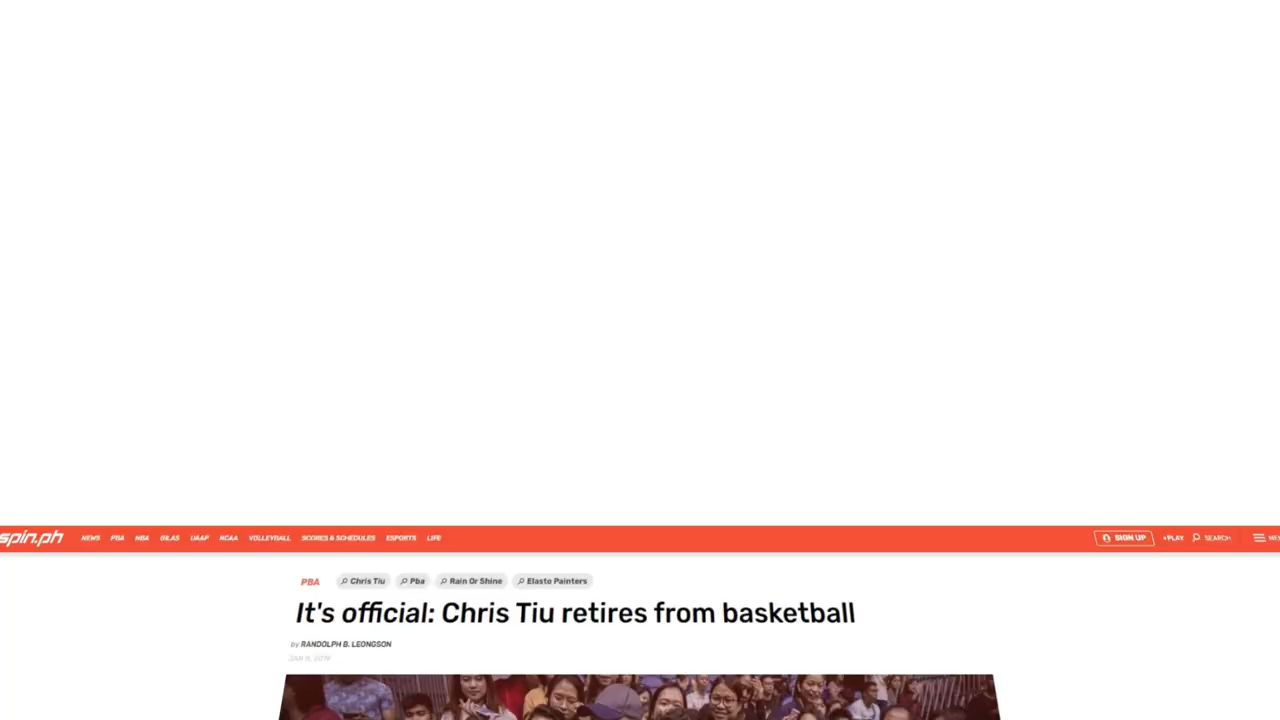 spin.ph NEWS PBA NBA GILAS UAAP NCAA VOLLEYBALL SCORES & SCHEDULES ESPORTS LIFE SIGN UP +PLAY SEARCH
PBA Chris Tiu Pba Rain Or Shine Elasto Painters
It's official: Chris Tiu retires from basketball
by RANDOLPH B. LEONGSON